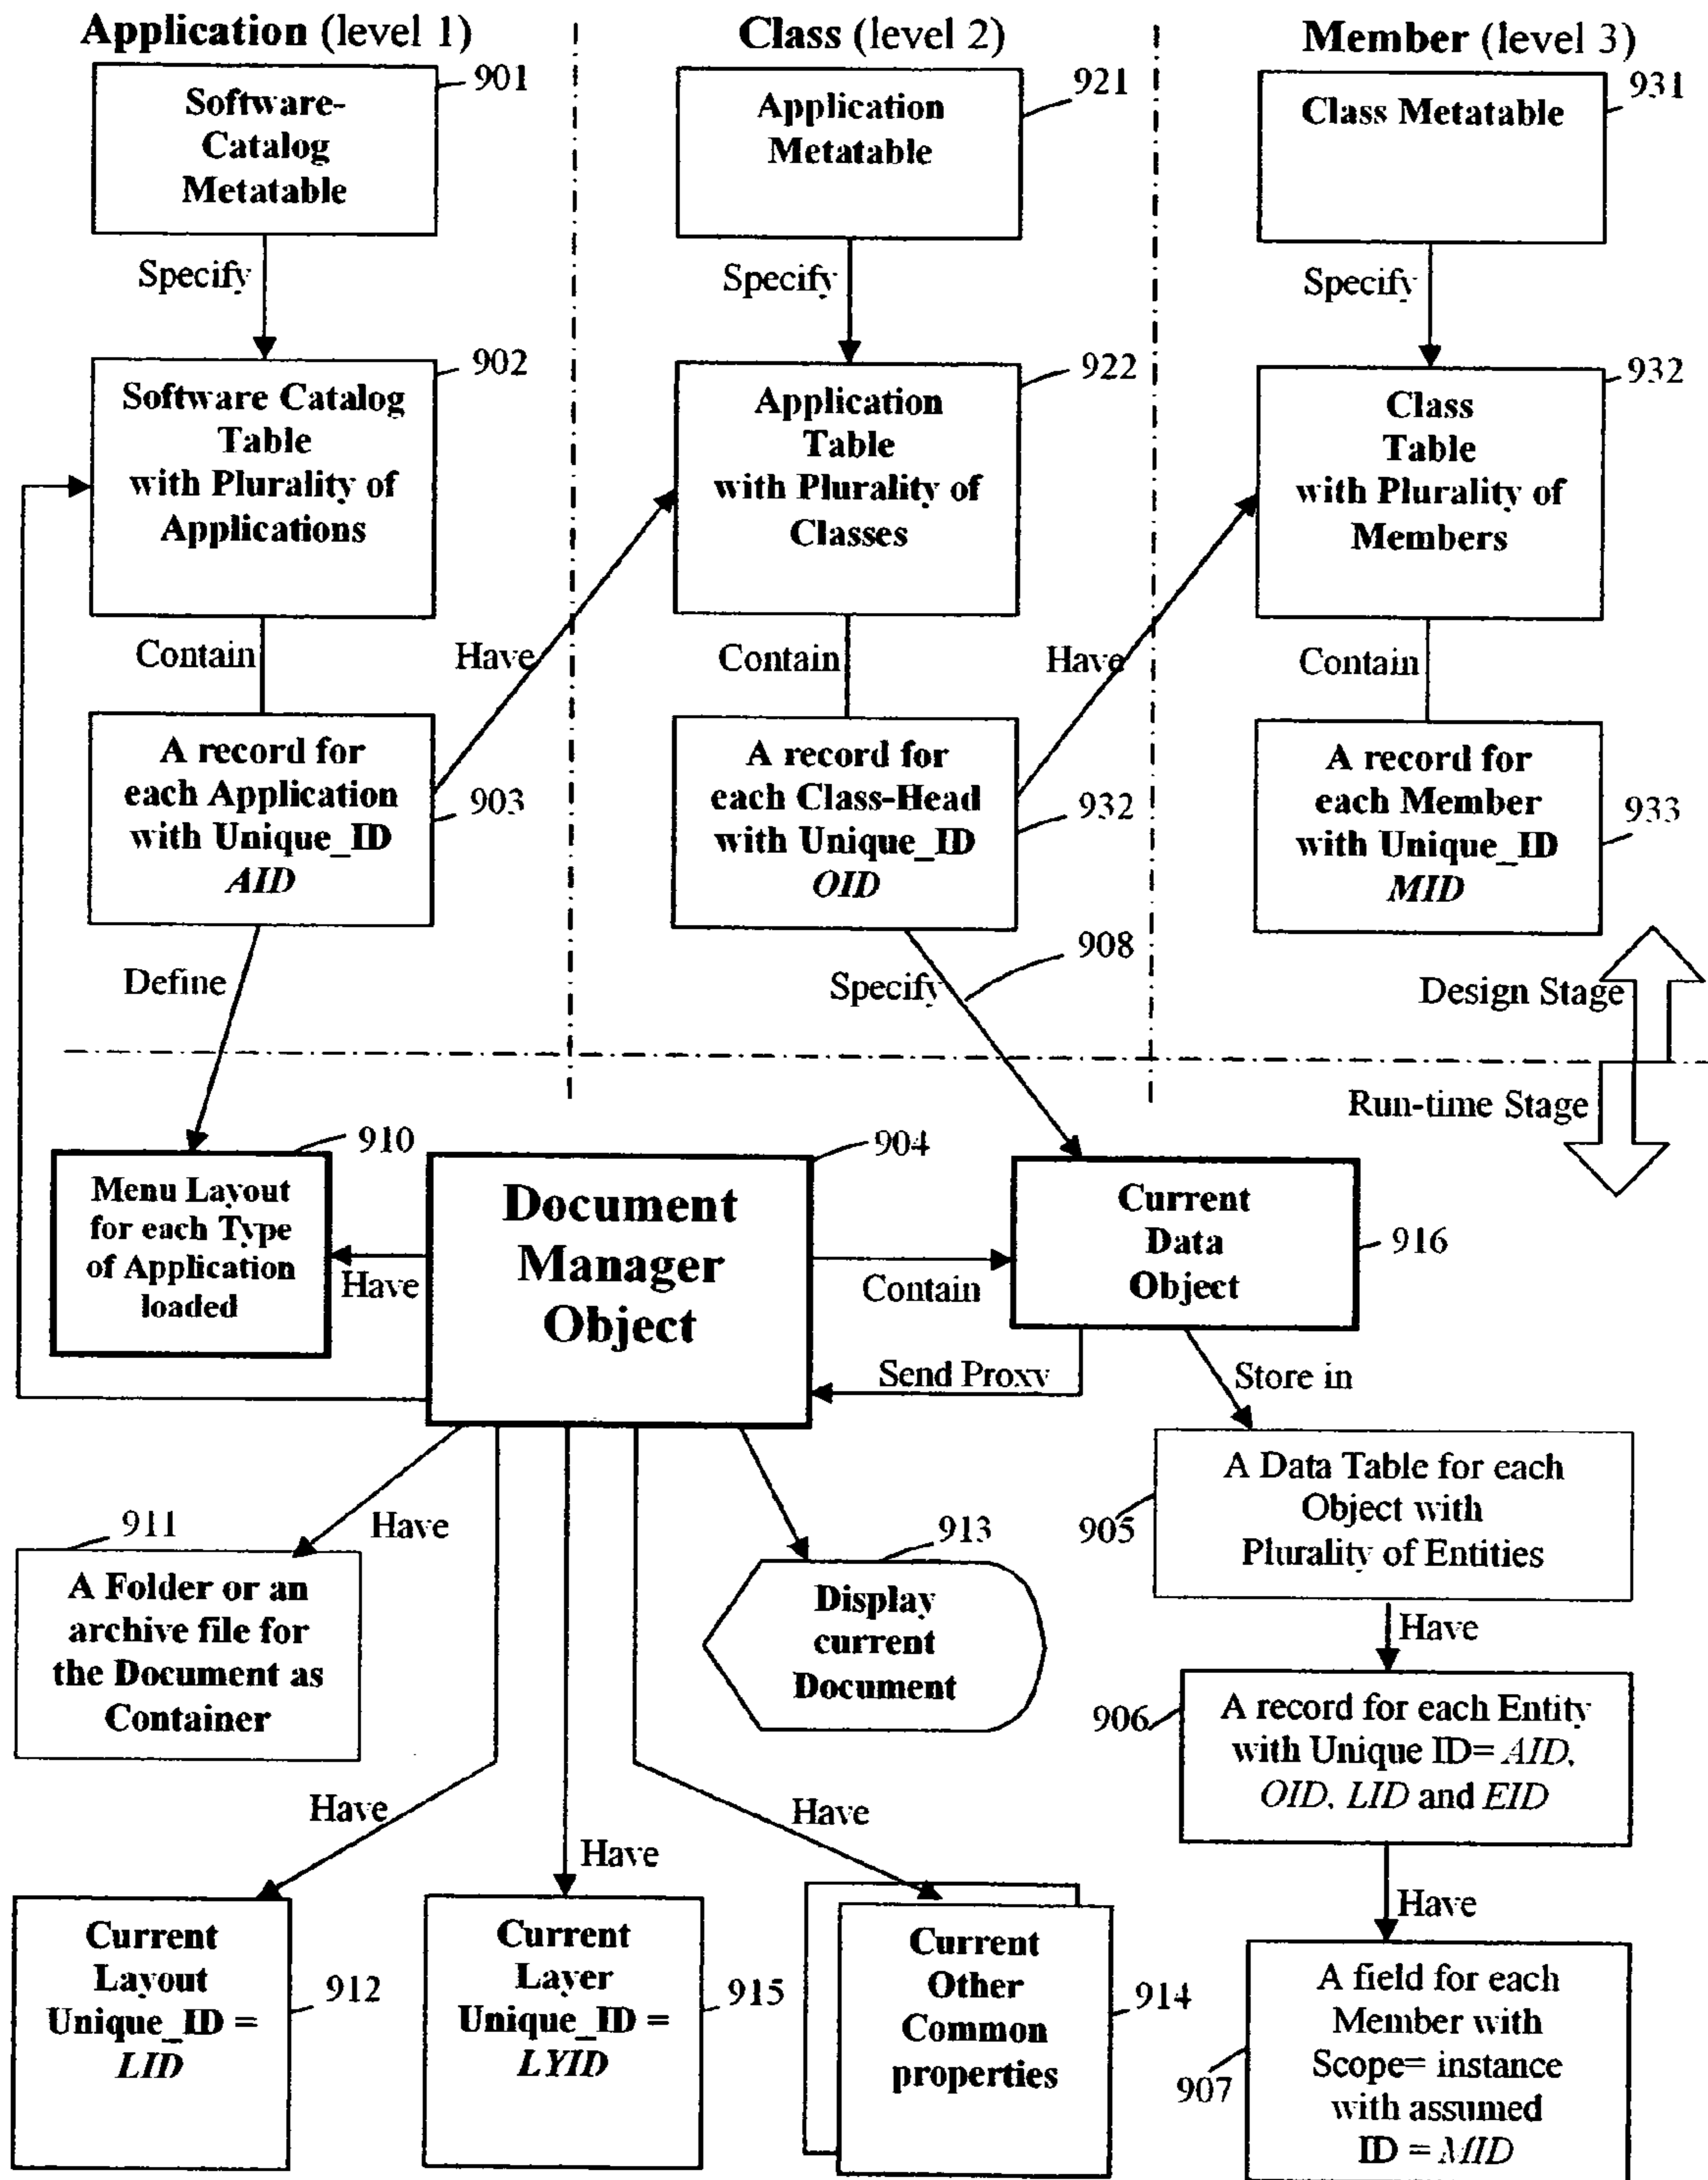 Application (level 1)
Class (level 2)
Member (level 3)
Software-
Catalog
Metatable
901
Application
Metatable
921
Class Metatable
931
Specify
Specify
Specify
Software Catalog
Table
with Plurality of
Applications
902
Application
Table
with Plurality of
Classes
922
Class
Table
with Plurality of
Members
932
Contain
Have
Contain
Have
Contain
A record for
each Application
with Unique_ID
AID
903
A record for
each Class-Head
with Unique_ID
OID
932
A record for
each Member
with Unique_ID
MID
933
Define
Specify
908
Design Stage
Run-time Stage
Menu Layout
for each Type
of Application
loaded
910
Have
Document
Manager
Object
904
Contain
Current
Data
Object
916
Send Proxy
Store in
911
Have
A Folder or an
archive file for
the Document as
Container
913
Display
current
Document
905
A Data Table for each
Object with
Plurality of Entities
Have
906
A record for each Entity
with Unique ID= AID,
OID, LID and EID
Have
Have
Have
Have
Current
Layout
Unique_ID =
LID
912
Current
Layer
Unique_ID =
LYID
915
Current
Other
Common
properties
914
907
A field for each
Member with
Scope= instance
with assumed
ID = MID